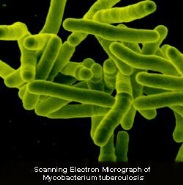 Scanning Electron Micrograph of
Mycobacterium tuberculosis